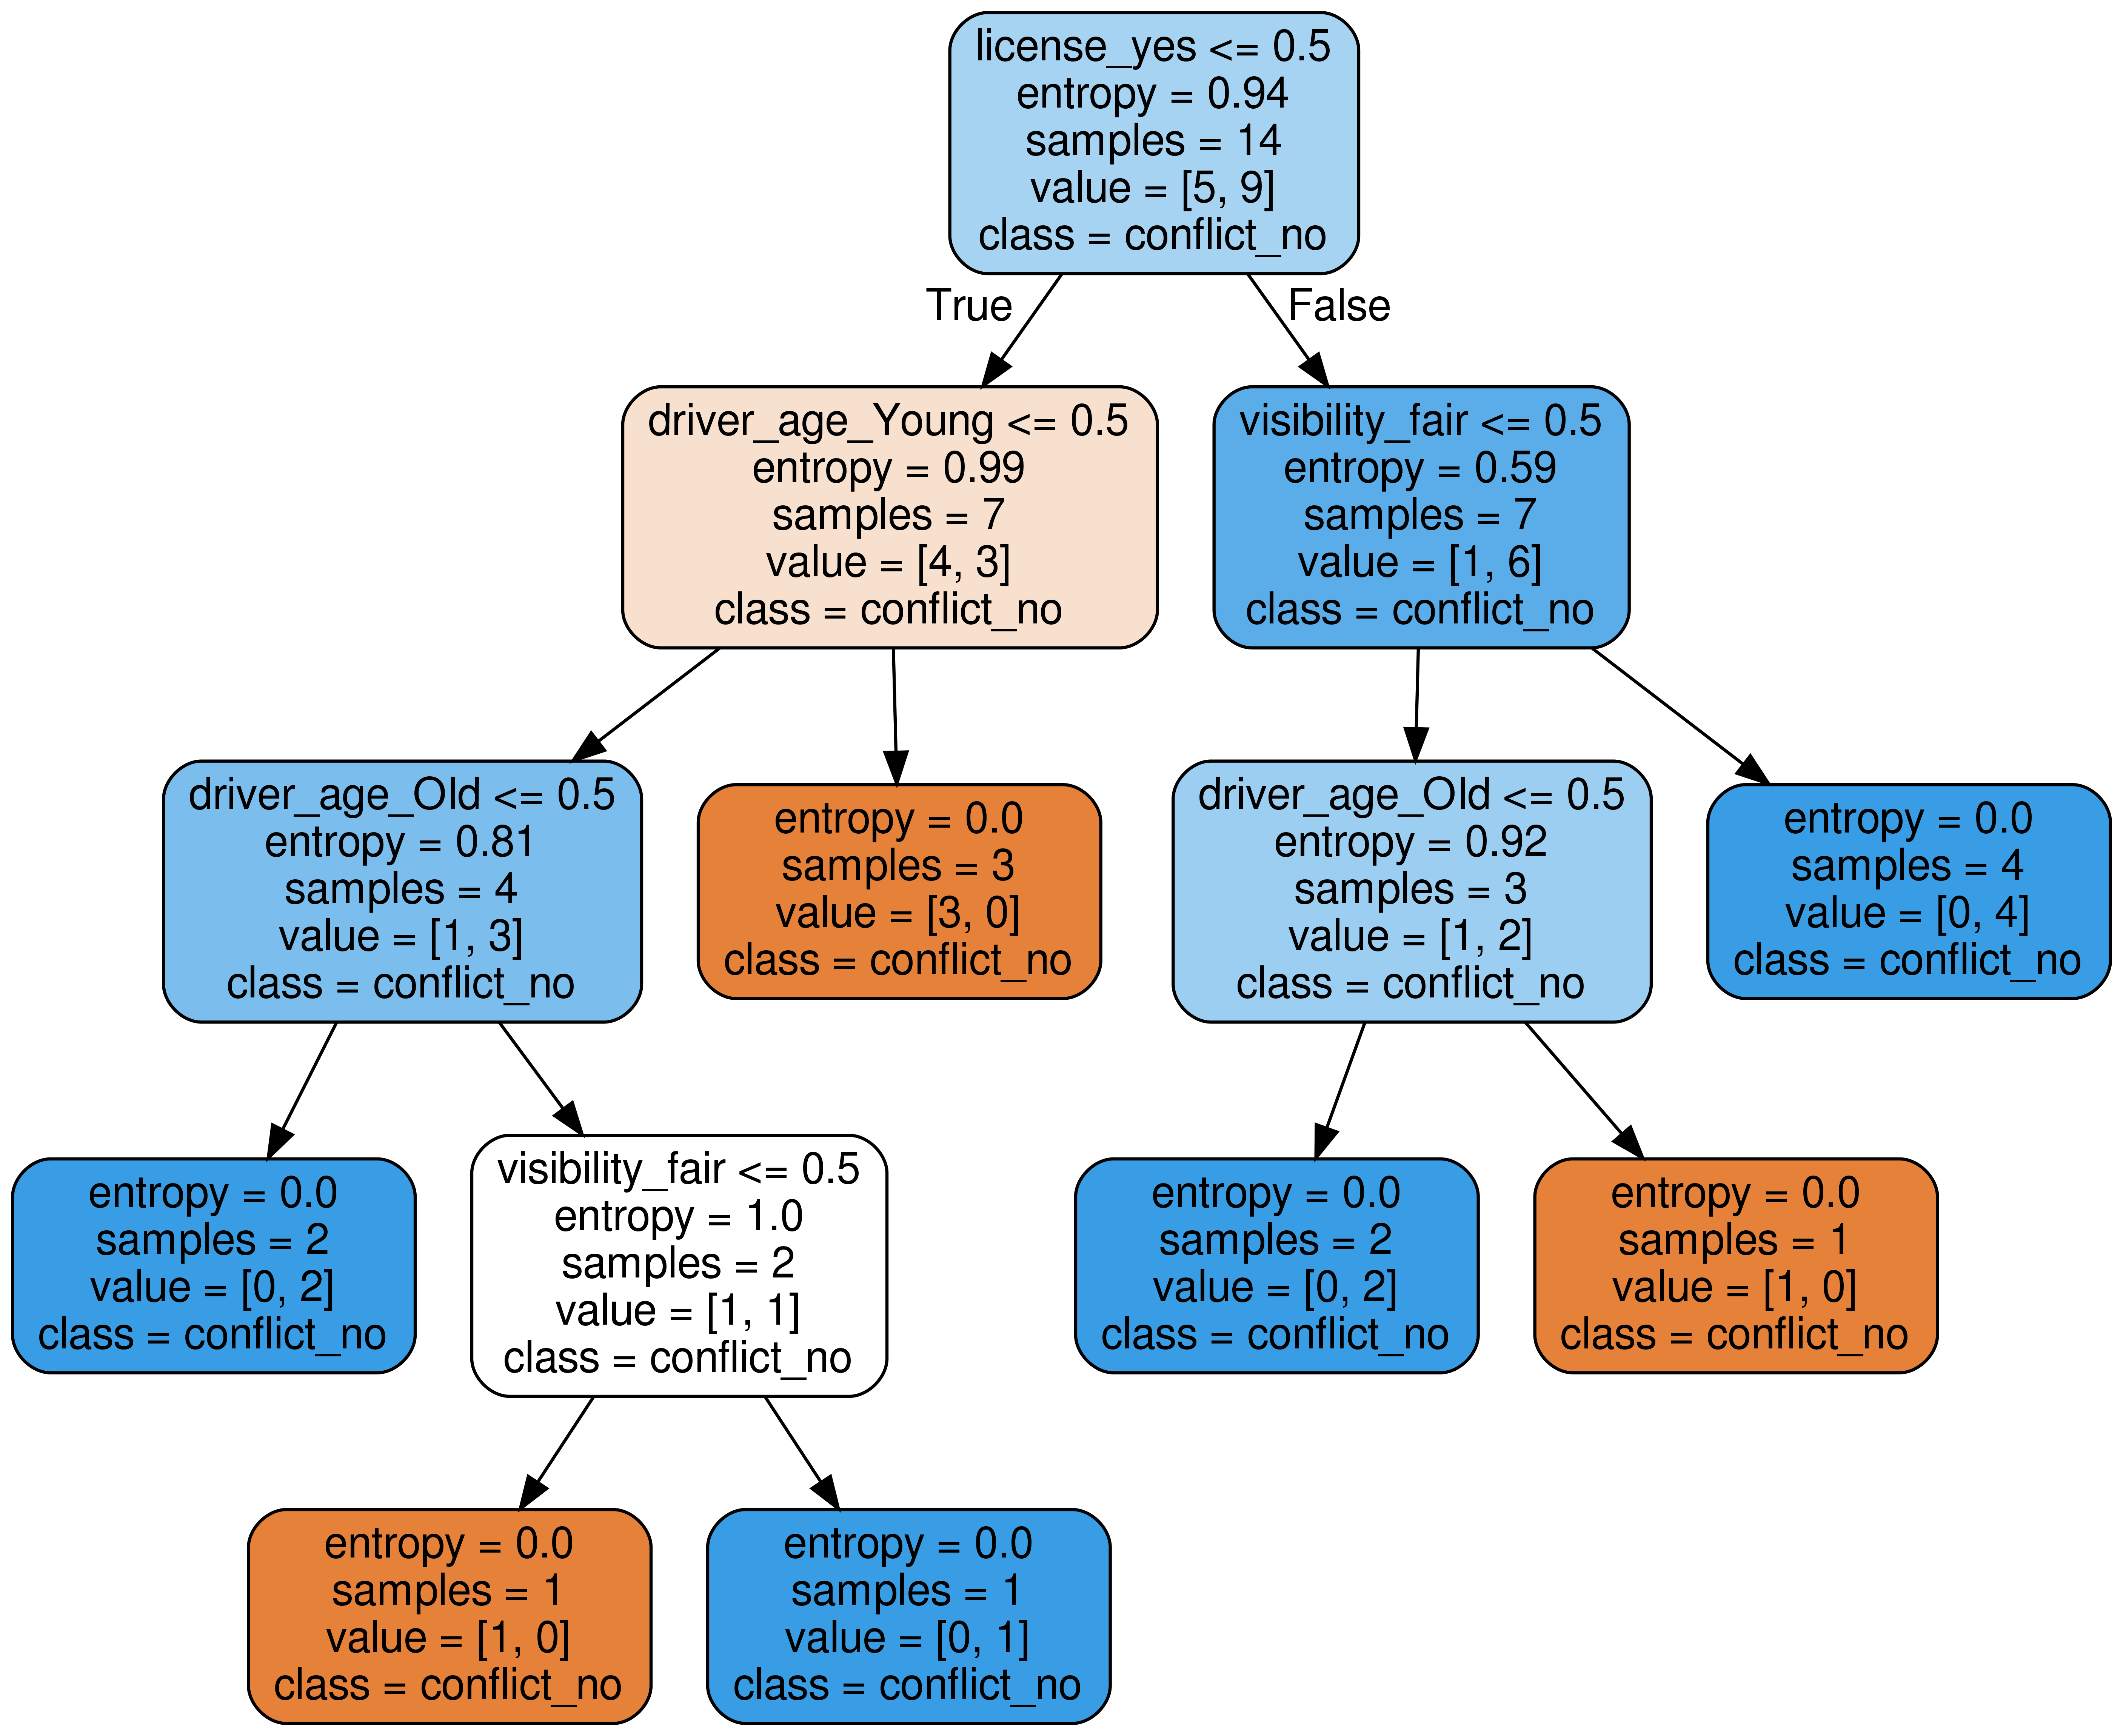 license_yes <= 0.5
entropy = 0.94
samples = 14
value = [5, 9]
class = conflict_no
True
False
driver_age_Young <= 0.5
entropy = 0.99
samples = 7
value = [4, 3]
class = conflict_no
visibility_fair <= 0.5
entropy = 0.59
samples = 7
value = [1, 6]
class = conflict_no
driver_age_Old <= 0.5
entropy = 0.81
samples = 4
value = [1, 3]
class = conflict_no
entropy = 0.0
samples = 3
value = [3, 0]
class = conflict_no
driver_age_Old <= 0.5
entropy = 0.92
samples = 3
value = [1, 2]
class = conflict_no
entropy = 0.0
samples = 4
value = [0, 4]
class = conflict_no
entropy = 0.0
samples = 2
value = [0, 2]
class = conflict_no
visibility_fair <= 0.5
entropy = 1.0
samples = 2
value = [1, 1]
class = conflict_no
entropy = 0.0
samples = 2
value = [0, 2]
class = conflict_no
entropy = 0.0
samples = 1
value = [1, 0]
class = conflict_no
entropy = 0.0
samples = 1
value = [1, 0]
class = conflict_no
entropy = 0.0
samples = 1
value = [0, 1]
class = conflict_no